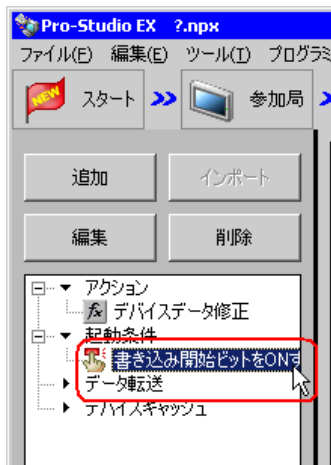 Pro-Studio EX ?.npx
ファイル(F) 編集(E) ツール(T) プログラミ
NEW スタート 参加局
追加 インポート
編集 削除
アクション
fx デバイスデータ修正
起動条件
書き込み開始ビットをONす
データ転送
デバイスキャッシュ